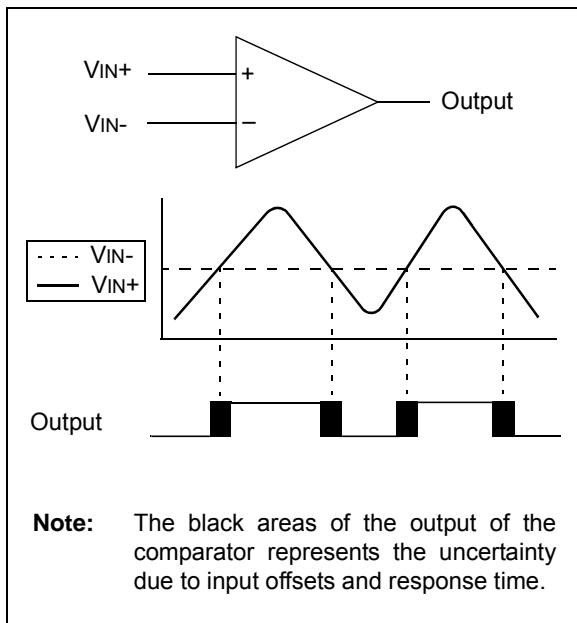 VIN+
+
Output
VIN-
–
VIN-
VIN+
Output
Note: The black areas of the output of the
comparator represents the uncertainty
due to input offsets and response time.